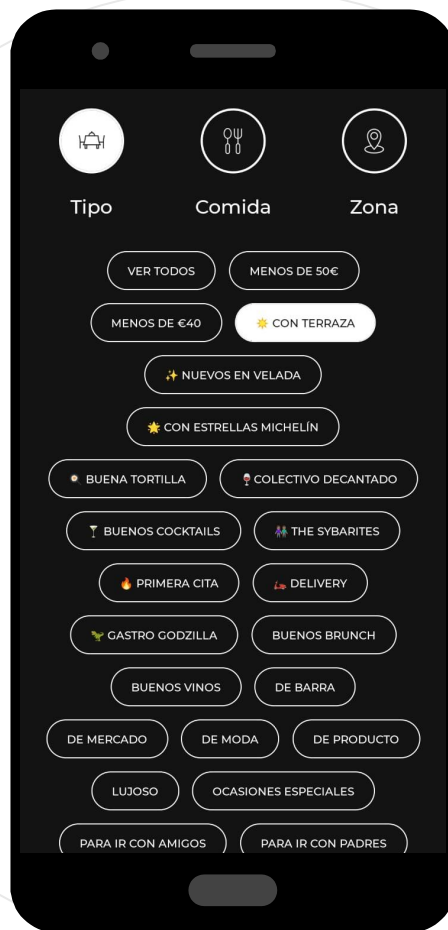 Tipo Comida Zona
VER TODOS MENOS DE 50€
MENOS DE €40 CON TERRAZA
NUEVOS EN VELADA
CON ESTRELLAS MICHELÍN
BUENA TORTILLA COLECTIVO DECANTADO
BUENOS COCKTAILS THE SYBARITES
PRIMERA CITA DELIVERY
GASTRO GODZILLA BUENOS BRUNCH
BUENOS VINOS DE BARRA
DE MERCADO DE MODA DE PRODUCTO
LUJOSO OCASIONES ESPECIALES
PARA IR CON AMIGOS PARA IR CON PADRES